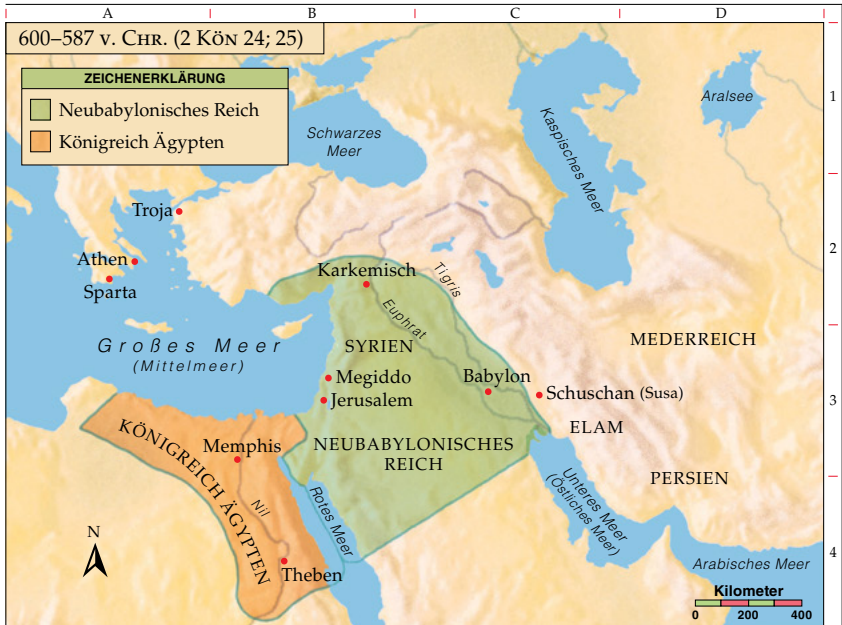 A B C D
600–587 v. Chr. (2 Kön 24; 25)
ZEICHENERKLÄRUNG
Neubabylonisches Reich
Königreich Ägypten
1
Aralsee
Schwarzes
Meer
Kaspisches Meer
Troja
2
Athen
Sparta
Karkemisch
Tigris
Euphrat
Großes Meer
(Mittelmeer)
SYRIEN
MEDERREICH
Megiddo
Jerusalem
Babylon
Schuschan (Susa)
3
ELAM
KÖNIGREICH ÄGYPTEN
Memphis
NEUBABYLONISCHES
REICH
PERSIEN
Nil
Rotes Meer
Unteres Meer
(Östliches Meer)
N
4
Theben
Arabisches Meer
Kilometer
0 200 400